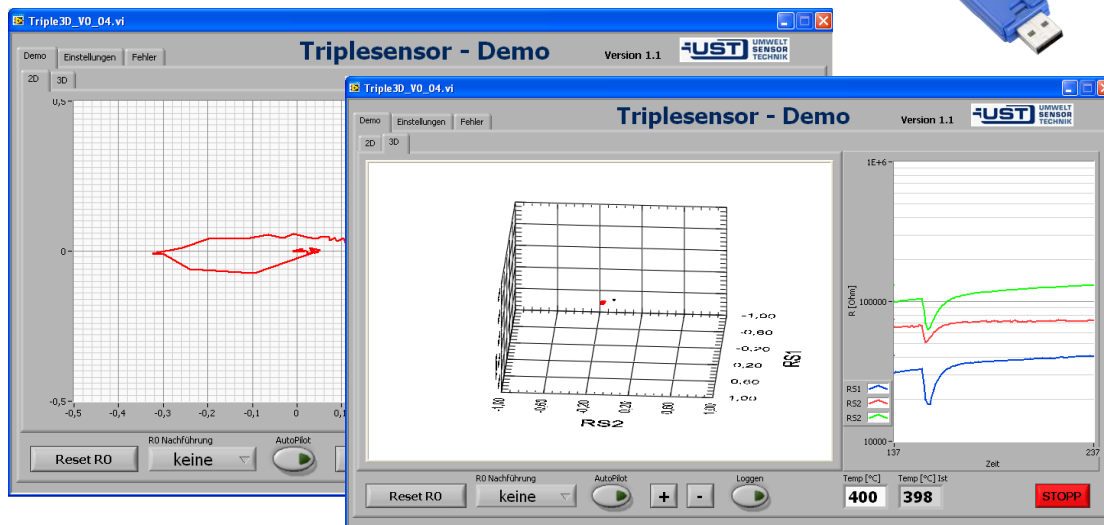 Triple3D_V0_04.vi
Demo Einstellungen Fehler
Triplesensor - Demo
Version 1.1
UST UMWELT SENSOR TECHNIK
2D 3D
0,5
0
-0,5
-0,5 -0,4 -0,3 -0,2 -0,1 0 0,1
Reset R0
R0 Nachführung
keine
AutoPilot
Triple3D_V0_04.vi
Demo Einstellungen Fehler
Triplesensor - Demo
Version 1.1
UST UMWELT SENSOR TECHNIK
2D 3D
-1,00
-0,60
-0,20
0,20
0,60
1,00
RS1
-1,00 -0,60 -0,20 0,20 0,60 1,00
RS2
1E+6
100000
10000
R [Ohm]
137 237
Zeit
RS1
RS2
RS2
Reset R0
R0 Nachführung
keine
AutoPilot
+ -
Loggen
Temp [°C]
400
Temp [°C] Ist
398
STOPP